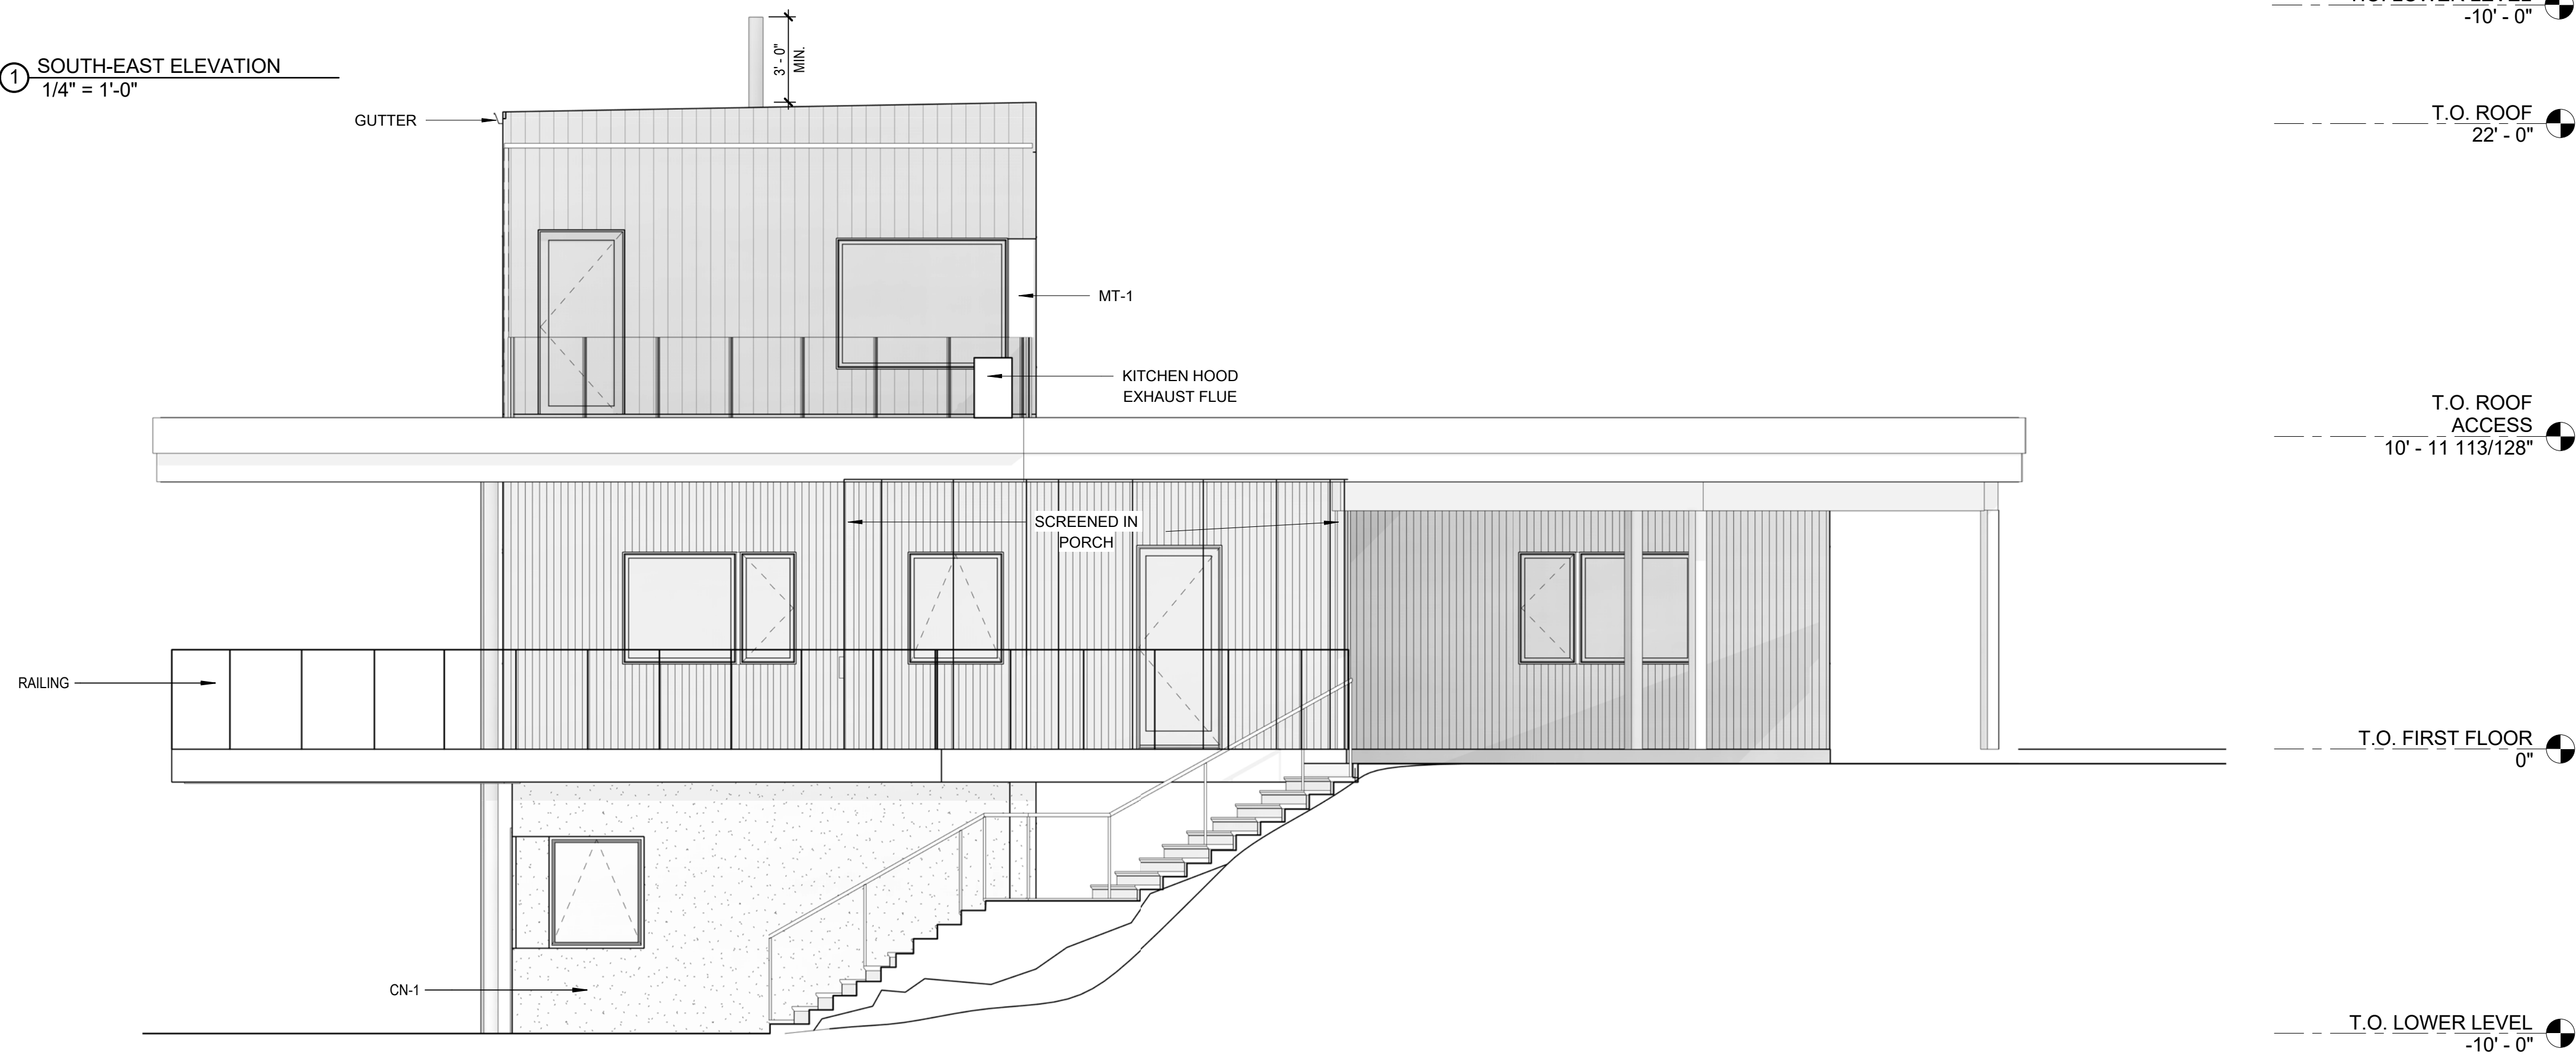 -10' - 0"
1
SOUTH-EAST ELEVATION
1/4" = 1'-0"
3' - 0"
MIN.
GUTTER
T.O. ROOF
22' - 0"
MT-1
KITCHEN HOOD
EXHAUST FLUE
T.O. ROOF
ACCESS
10' - 11 113/128"
SCREENED IN
PORCH
RAILING
T.O. FIRST FLOOR
0"
CN-1
T.O. LOWER LEVEL
-10' - 0"